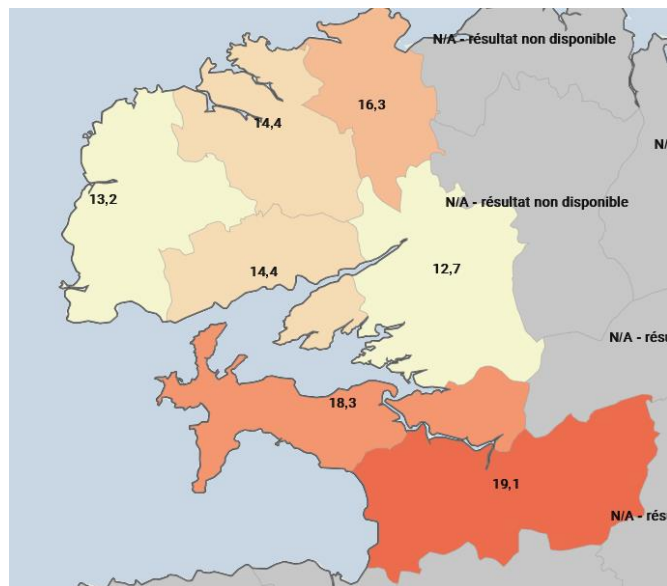 N/A - résultat non disponible
16,3
14,4
N/
13,2
N/A - résultat non disponible
14,4
12,7
N/A - résu
18,3
19,1
N/A - résu